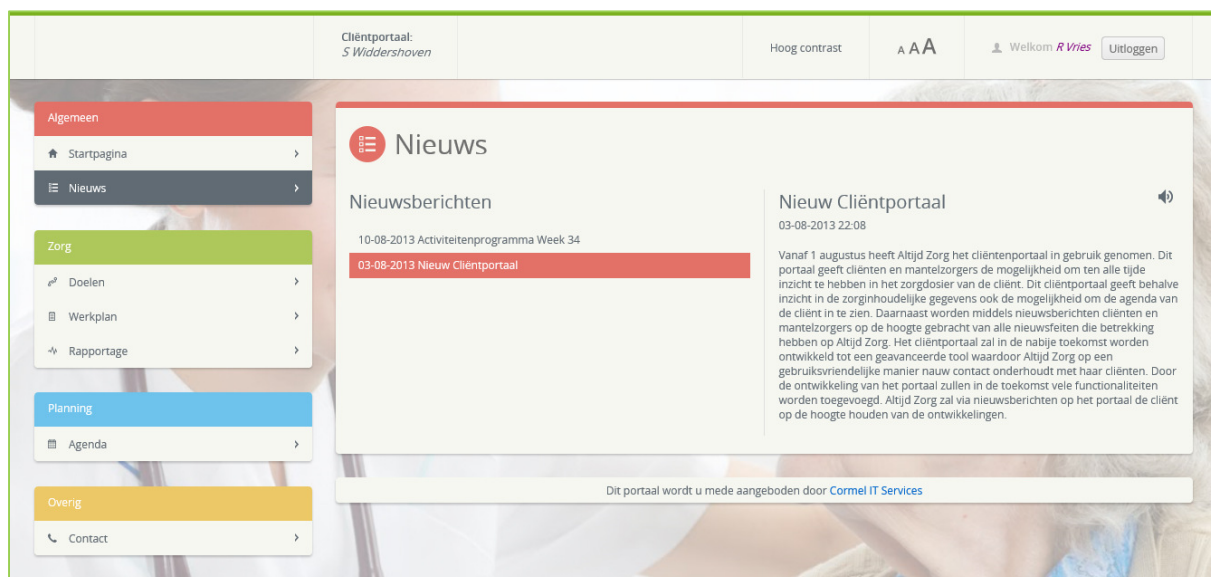 Cliëntportaal:
S Widdershoven
Hoog contrast
A A A
Welkom R Vries
Uitloggen
Algemeen
Startpagina
Nieuws
Zorg
Doelen
Werkplan
Rapportage
Planning
Agenda
Overig
Contact
Nieuws
Nieuwsberichten
10-08-2013 Activiteitenprogramma Week 34
03-08-2013 Nieuw Cliëntportaal
Nieuw Cliëntportaal
03-08-2013 22:08
Vanaf 1 augustus heeft Altijd Zorg het cliëntenportaal in gebruik genomen. Dit
portaal geeft cliënten en mantelzorgers de mogelijkheid om ten alle tijde
inzicht te hebben in het zorgdosier van de cliënt. Dit cliëntportaal geeft behalve
inzicht in de zorginhoudelijke gegevens ook de mogelijkheid om de agenda van
de cliënt in te zien. Daarnaast worden middels nieuwsberichten cliënten en
mantelzorgers op de hoogte gebracht van alle nieuwsfeiten die betrekking
hebben op Altijd Zorg. Het cliëntportaal zal in de nabije toekomst worden
ontwikkeld tot een geavanceerde tool waardoor Altijd Zorg op een
gebruiksvriendelijke manier nauw contact onderhoudt met haar cliënten. Door
de ontwikkeling van het portaal zullen in de toekomst vele functionaliteiten
worden toegevoegd. Altijd Zorg zal via nieuwsberichten op het portaal de cliënt
op de hoogte houden van de ontwikkelingen.
Dit portaal wordt u mede aangeboden door Cormel IT Services